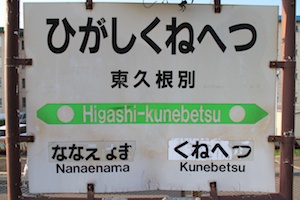 ひがしくねべつ
東久根別
Higashi-kunebetsu
ななえはま くねべつ
Nanaehama Kunebetsu